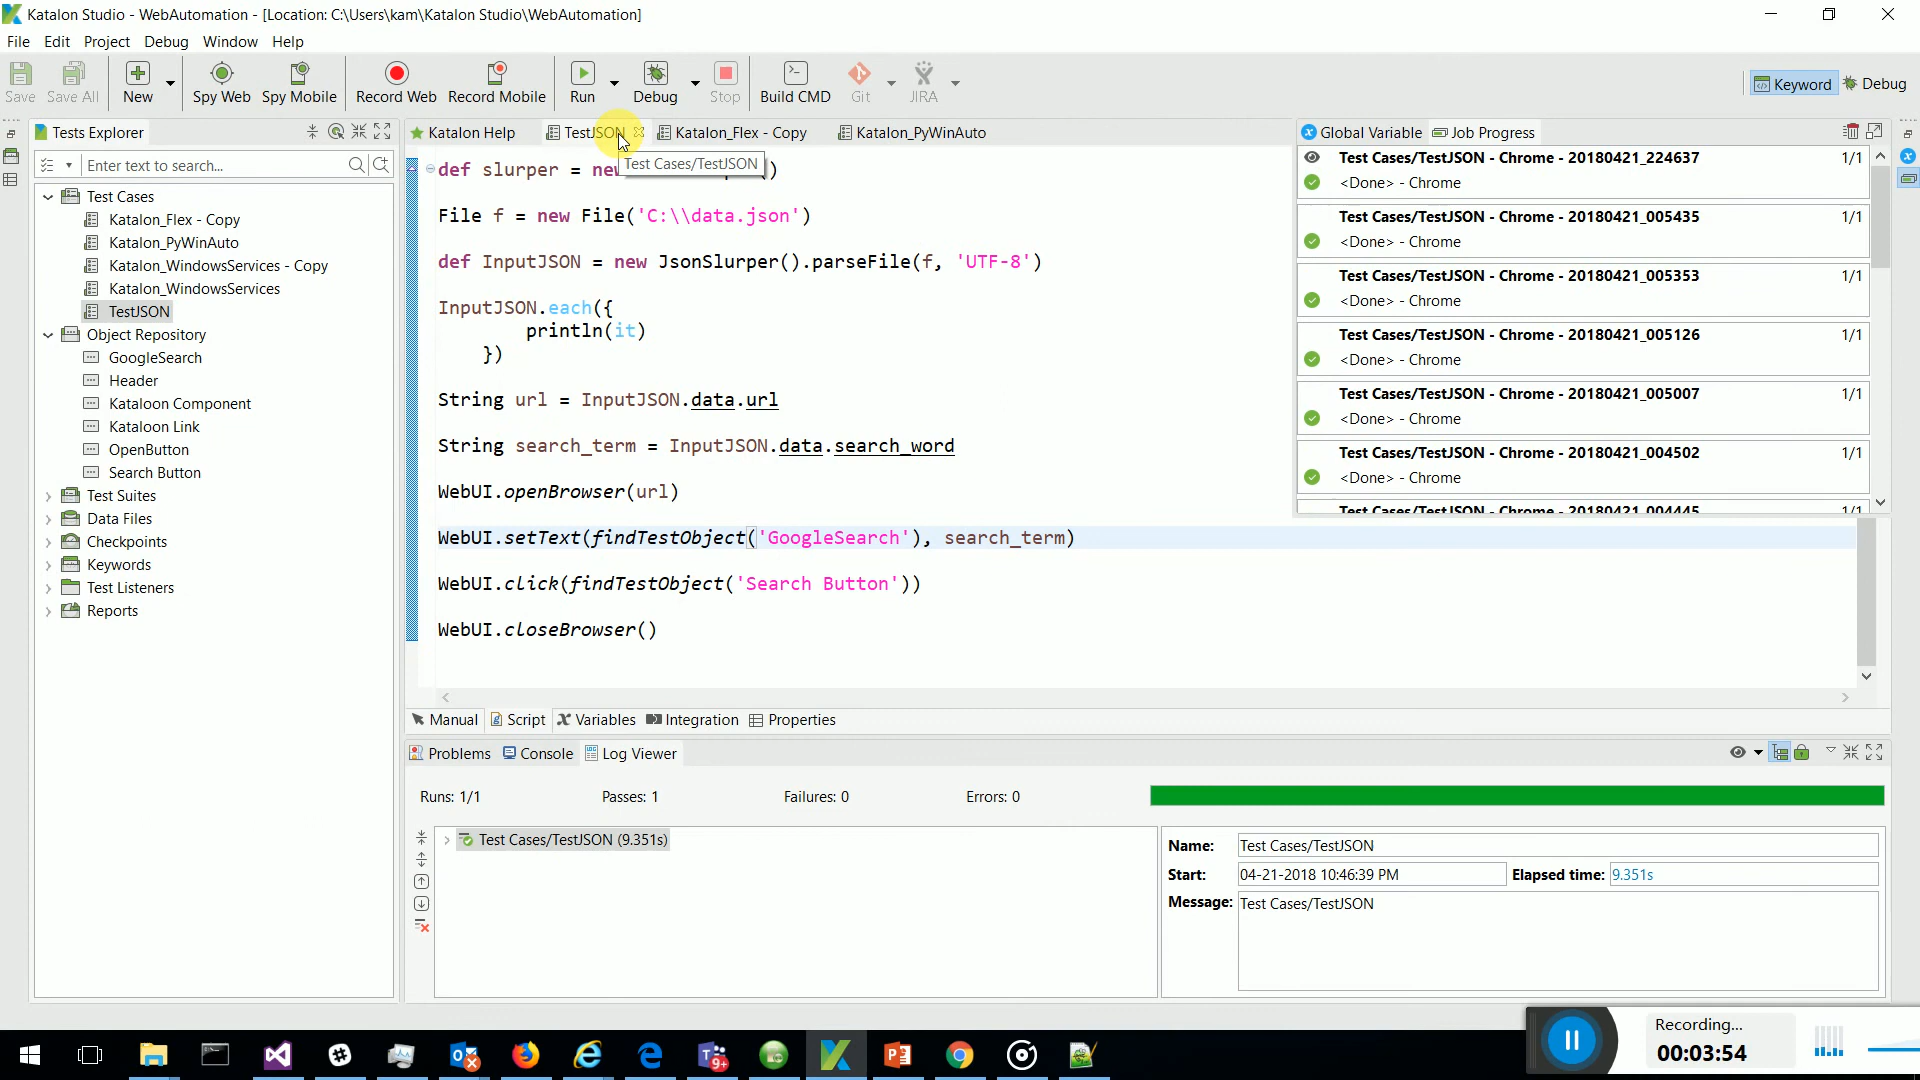 Katalon Studio - WebAutomation - [Location: C:\Users\kam\Katalon Studio\WebAutomation]
File Edit Project Debug Window Help
Save Save All New Spy Web Spy Mobile Record Web Record Mobile Run Debug Stop Build CMD Git JIRA Keyword Debug
Tests Explorer
Enter text to search...
Test Cases
Katalon_Flex - Copy
Katalon_PyWinAuto
Katalon_WindowsServices - Copy
Katalon_WindowsServices
TestJSON
Object Repository
GoogleSearch
Header
Kataloon Component
Kataloon Link
OpenButton
Search Button
Test Suites
Data Files
Checkpoints
Keywords
Test Listeners
Reports
Katalon Help TestJSON Katalon_Flex - Copy Katalon_PyWinAuto
Test Cases/TestJSON
def slurper = new ()
File f = new File('C:\\data.json')
def InputJSON = new JsonSlurper().parseFile(f, 'UTF-8')
InputJSON.each({
println(it)
})
String url = InputJSON.data.url
String search_term = InputJSON.data.search_word
WebUI.openBrowser(url)
WebUI.setText(findTestObject('GoogleSearch'), search_term)
WebUI.click(findTestObject('Search Button'))
WebUI.closeBrowser()
Manual Script Variables Integration Properties
Global Variable Job Progress
Test Cases/TestJSON - Chrome - 20180421_224637 1/1
<Done> - Chrome
Test Cases/TestJSON - Chrome - 20180421_005435 1/1
<Done> - Chrome
Test Cases/TestJSON - Chrome - 20180421_005353 1/1
<Done> - Chrome
Test Cases/TestJSON - Chrome - 20180421_005126 1/1
<Done> - Chrome
Test Cases/TestJSON - Chrome - 20180421_005007 1/1
<Done> - Chrome
Test Cases/TestJSON - Chrome - 20180421_004502 1/1
<Done> - Chrome
Test Cases/TestJSON - Chrome - 20180421_004445 1/1
Problems Console Log Viewer
Runs: 1/1 Passes: 1 Failures: 0 Errors: 0
Test Cases/TestJSON (9.351s)
Name: Test Cases/TestJSON
Start: 04-21-2018 10:46:39 PM Elapsed time: 9.351s
Message: Test Cases/TestJSON
Recording...
00:03:54
9+